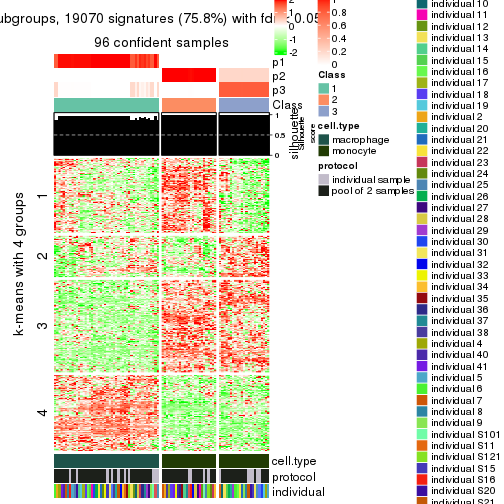 ubgroups, 19070 signatures (75.8%) with fdr < 0.05
96 confident samples
p1
p2
p3
Class
silhouette
score
1
0.5
0
2
1
0
-1
-2
1
0.8
0.6
0.4
0.2
0
Class
1
2
3
cell.type
macrophage
monocyte
protocol
individual sample
pool of 2 samples
k-means with 4 groups
1
2
3
4
cell.type
protocol
individual
individual 10
individual 11
individual 12
individual 13
individual 14
individual 15
individual 16
individual 17
individual 18
individual 19
individual 2
individual 20
individual 21
individual 22
individual 23
individual 24
individual 25
individual 26
individual 27
individual 28
individual 29
individual 30
individual 31
individual 32
individual 33
individual 34
individual 35
individual 36
individual 37
individual 38
individual 4
individual 40
individual 41
individual 5
individual 6
individual 7
individual 8
individual 9
individual S101
individual S11
individual S121
individual S15
individual S16
individual S20
individual S21